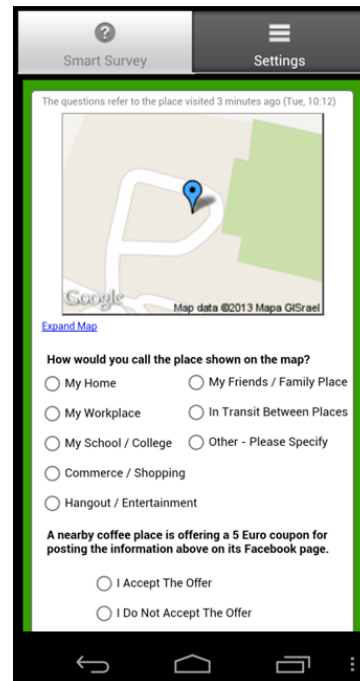 Smart Survey
Settings
The questions refer to the place visited 3 minutes ago (Tue, 10:12)
Google
Map data ©2013 Mapa GISrael
Expand Map
How would you call the place shown on the map?
My Home
My Friends / Family Place
My Workplace
In Transit Between Places
My School / College
Other - Please Specify
Commerce / Shopping
Hangout / Entertainment
A nearby coffee place is offering a 5 Euro coupon for
posting the information above on its Facebook page.
I Accept The Offer
I Do Not Accept The Offer